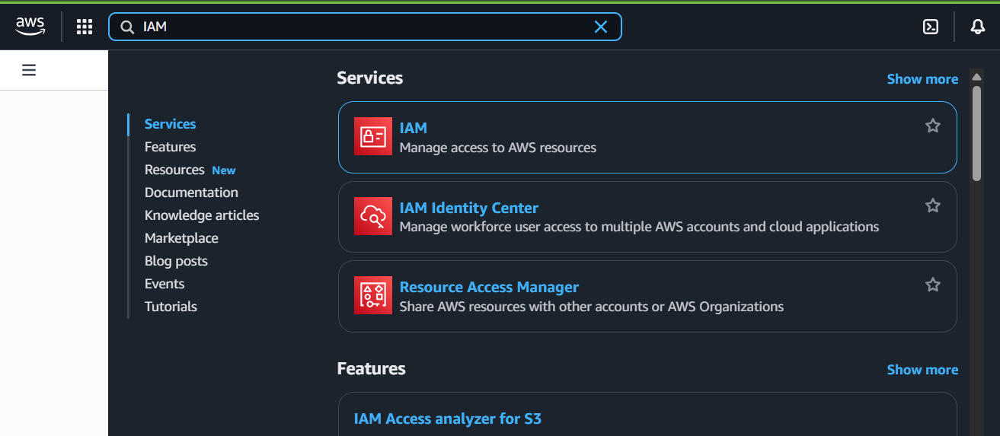 aws
IAM
Services
Features
Resources New
Documentation
Knowledge articles
Marketplace
Blog posts
Events
Tutorials
Services
Show more
IAM
Manage access to AWS resources
IAM Identity Center
Manage workforce user access to multiple AWS accounts and cloud applications
Resource Access Manager
Share AWS resources with other accounts or AWS Organizations
Features
Show more
IAM Access analyzer for S3